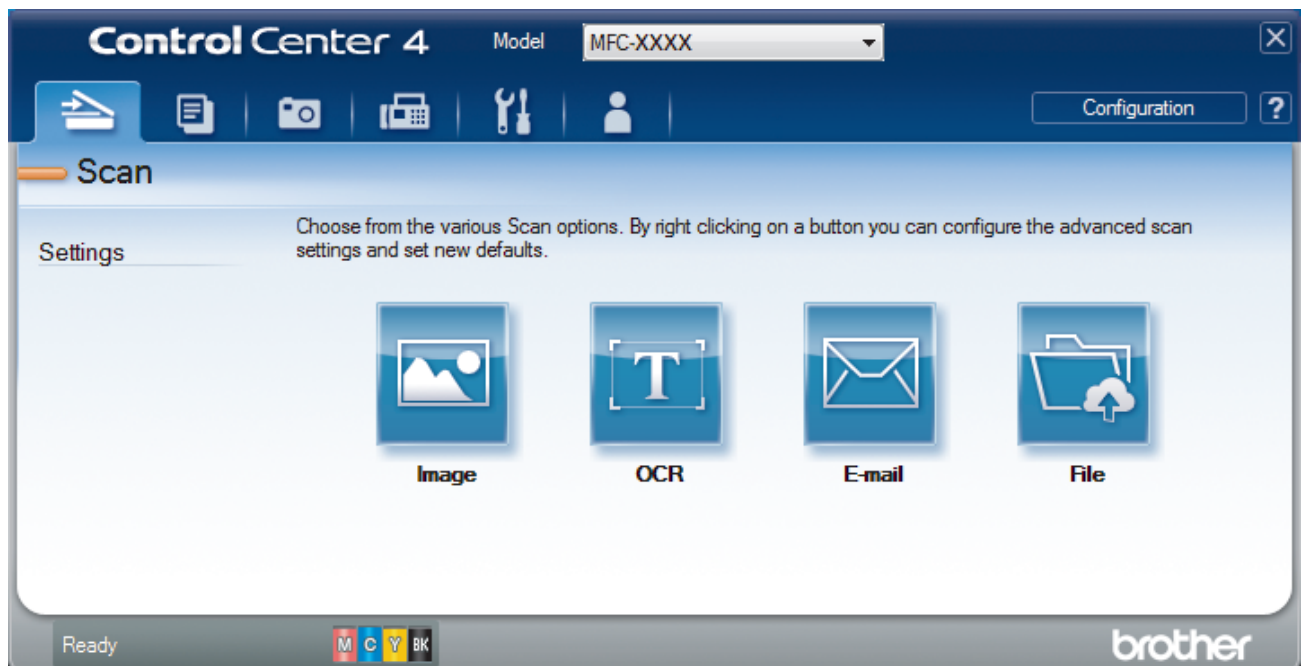 ControlCenter 4 Model MFC-XXXX
Configuration ?
Scan
Settings
Choose from the various Scan options. By right clicking on a button you can configure the advanced scan
settings and set new defaults.
T
Image OCR E-mail File
Ready M C Y BK brother